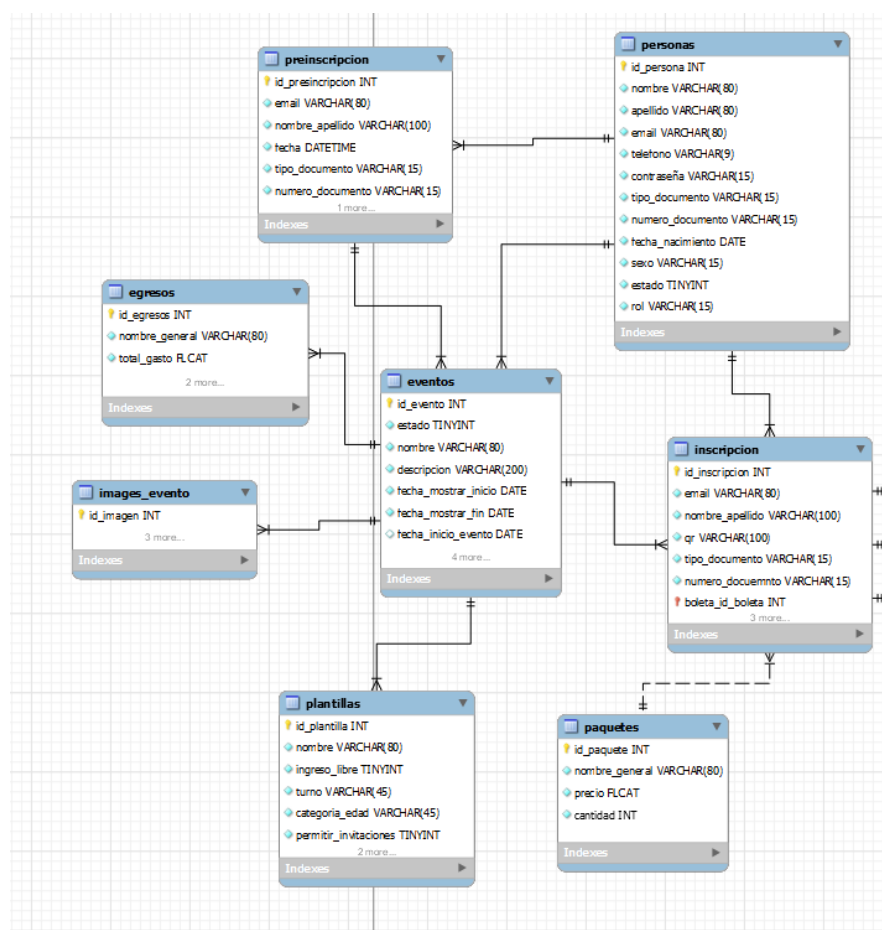 preinscripcion
id_presincripcion INT
email VARCHAR(80)
nombre_apellido VARCHAR(100)
fecha DATETIME
tipo_documento VARCHAR(15)
numero_documento VARCHAR(15)
1 more...
Indexes
personas
id_persona INT
nombre VARCHAR(80)
apellido VARCHAR(80)
email VARCHAR(80)
telefono VARCHAR(9)
contraseña VARCHAR(15)
tipo_documento VARCHAR(15)
numero_documento VARCHAR(15)
fecha_nacimiento DATE
sexo VARCHAR(15)
estado TINYINT
rol VARCHAR(15)
Indexes
egresos
id_egresos INT
nombre_general VARCHAR(80)
total_gasto FLOAT
2 more...
Indexes
eventos
id_evento INT
estado TINYINT
nombre VARCHAR(80)
descripcion VARCHAR(200)
fecha_mostrar_inicio DATE
fecha_mostrar_fin DATE
fecha_inicio_evento DATE
4 more...
Indexes
inscripcion
id_inscripcion INT
email VARCHAR(80)
nombre_apellido VARCHAR(100)
qr VARCHAR(100)
tipo_documento VARCHAR(15)
numero_docuemnto VARCHAR(15)
boleta_id_boleta INT
3 more...
Indexes
images_evento
id_imagen INT
3 more...
Indexes
plantillas
id_plantilla INT
nombre VARCHAR(80)
ingreso_libre TINYINT
turno VARCHAR(45)
categoria_edad VARCHAR(45)
permitir_invitaciones TINYINT
2 more...
Indexes
paquetes
id_paquete INT
nombre_general VARCHAR(80)
precio FLOAT
cantidad INT
Indexes